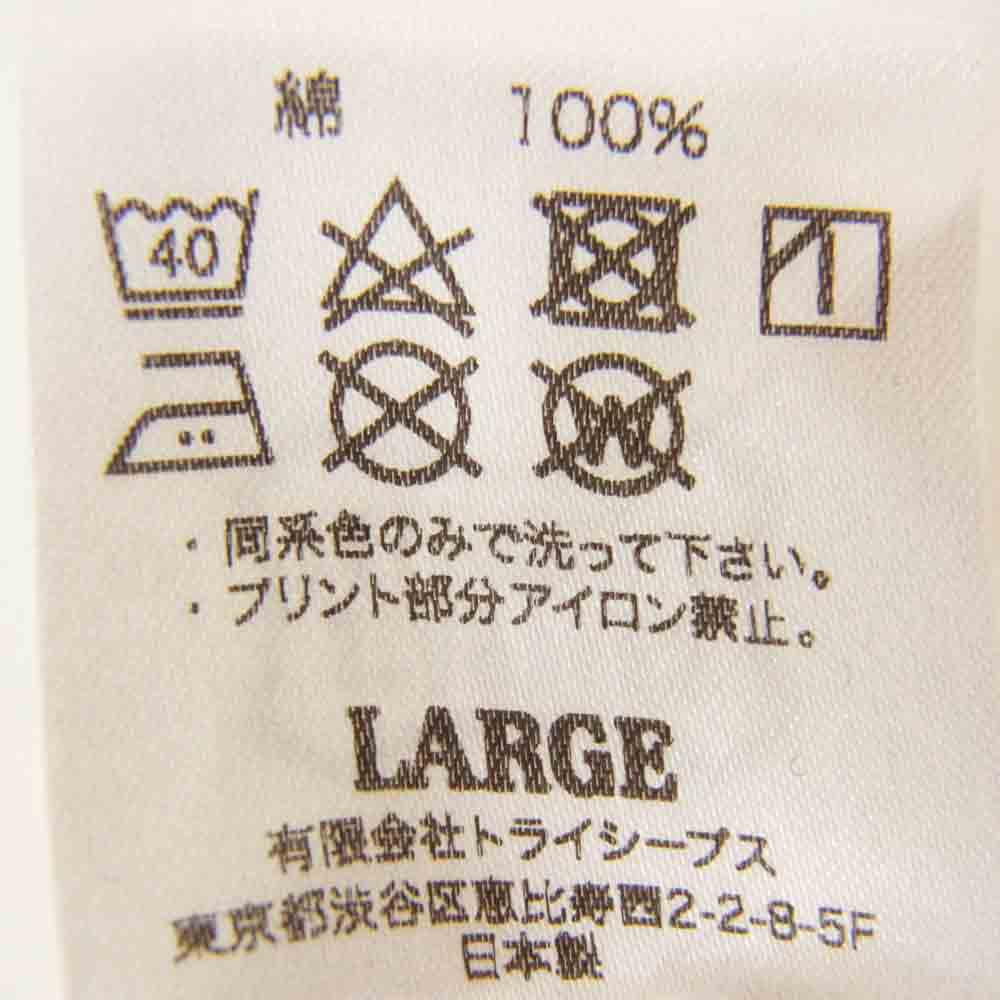 綿 100%
40
W
・同系色のみで洗って下さい。
・プリント部分アイロン禁止。
LARGE
有限会社トライシープス
東京都渋谷区恵比寿西2-2-8-5F
日本製